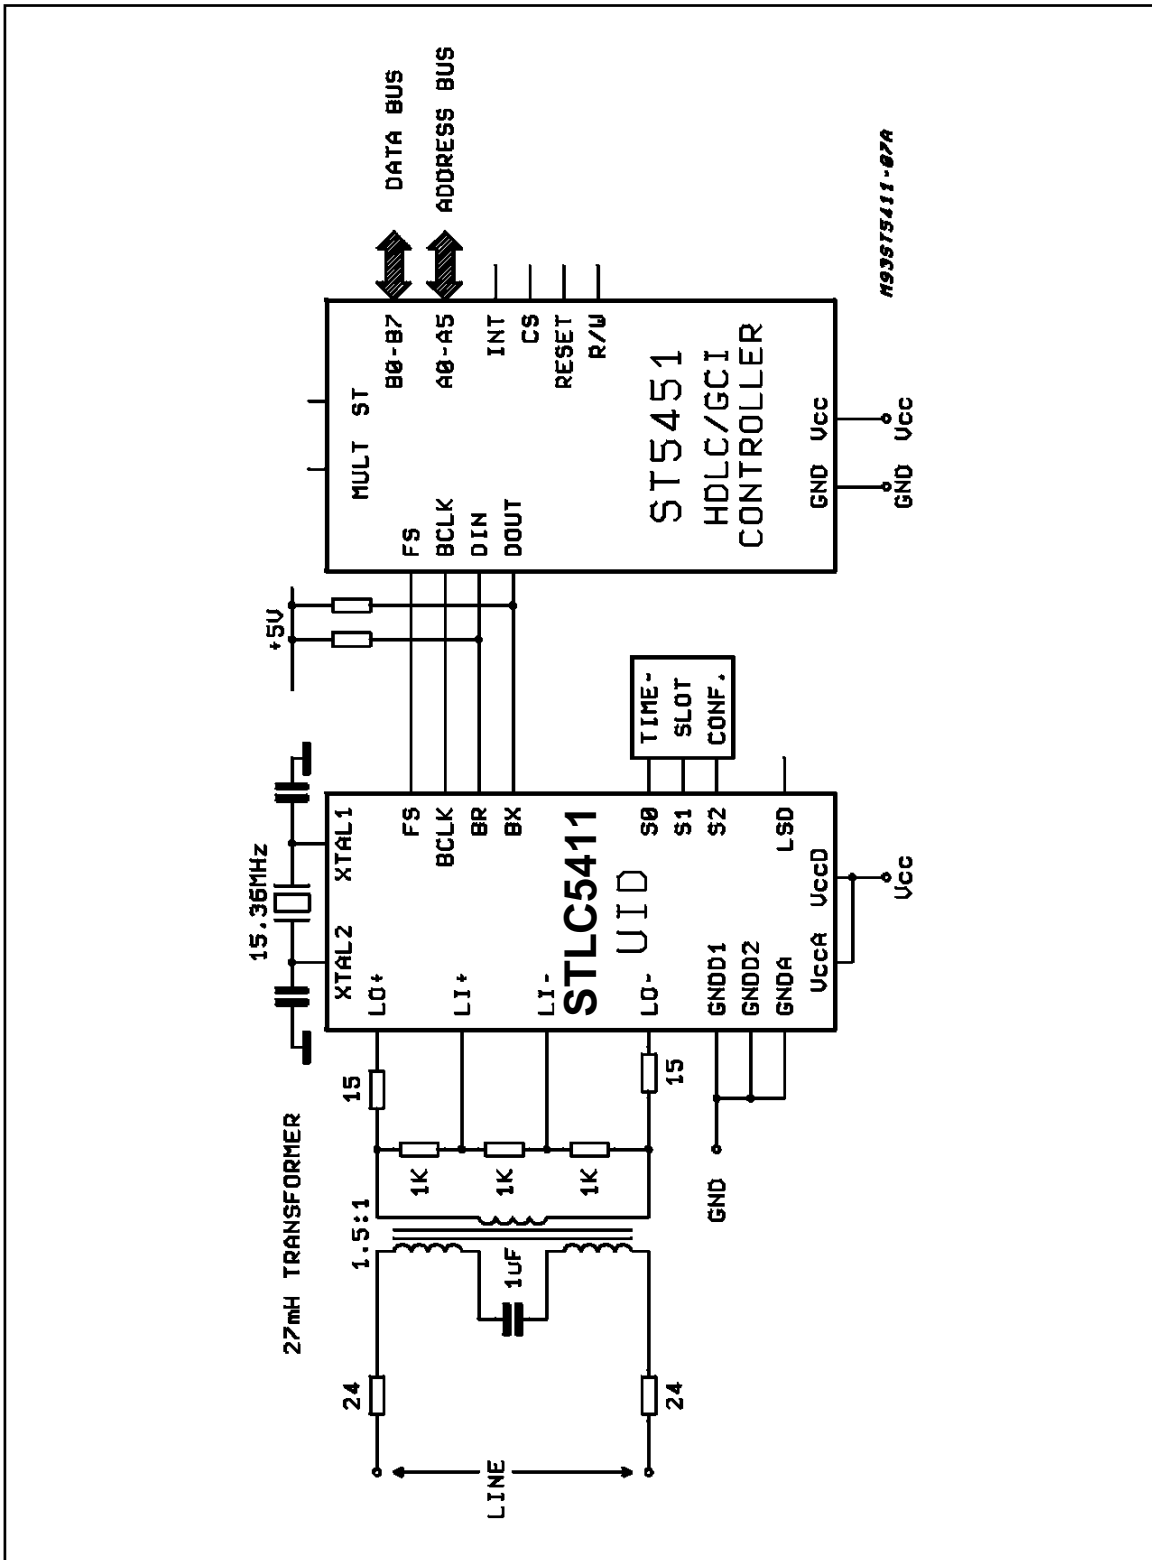 27mH TRANSFORMER
1.5:1
LINE
24
24
1uF
1K
1K
1K
15
15
15.36MHz
XTAL2
XTAL1
LO+
LI+
LI-
LO-
STLC5411
UID
FS
BCLK
BR
BX
S0
S1
S2
LSD
GNDD1
GNDD2
GNDA
VccA
VccD
GND
Vcc
TIME-
SLOT
CONF.
+5V
MULT
ST
FS
BCLK
DIN
DOUT
B0-B7
A0-A5
INT
CS
RESET
R/W
DATA BUS
ADDRESS BUS
ST5451
HDLC/GCI
CONTROLLER
GND
Vcc
GND
Vcc
M93ST5411-07A